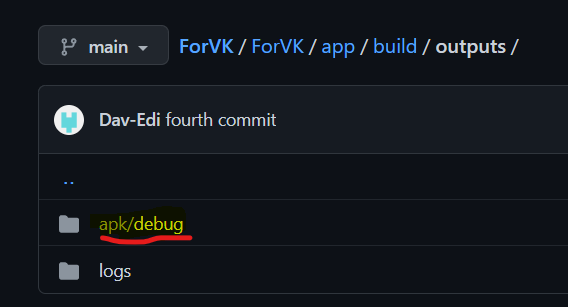 main ForVK / ForVK / app / build / outputs /
Dav-Edi fourth commit
..
apk/debug
logs